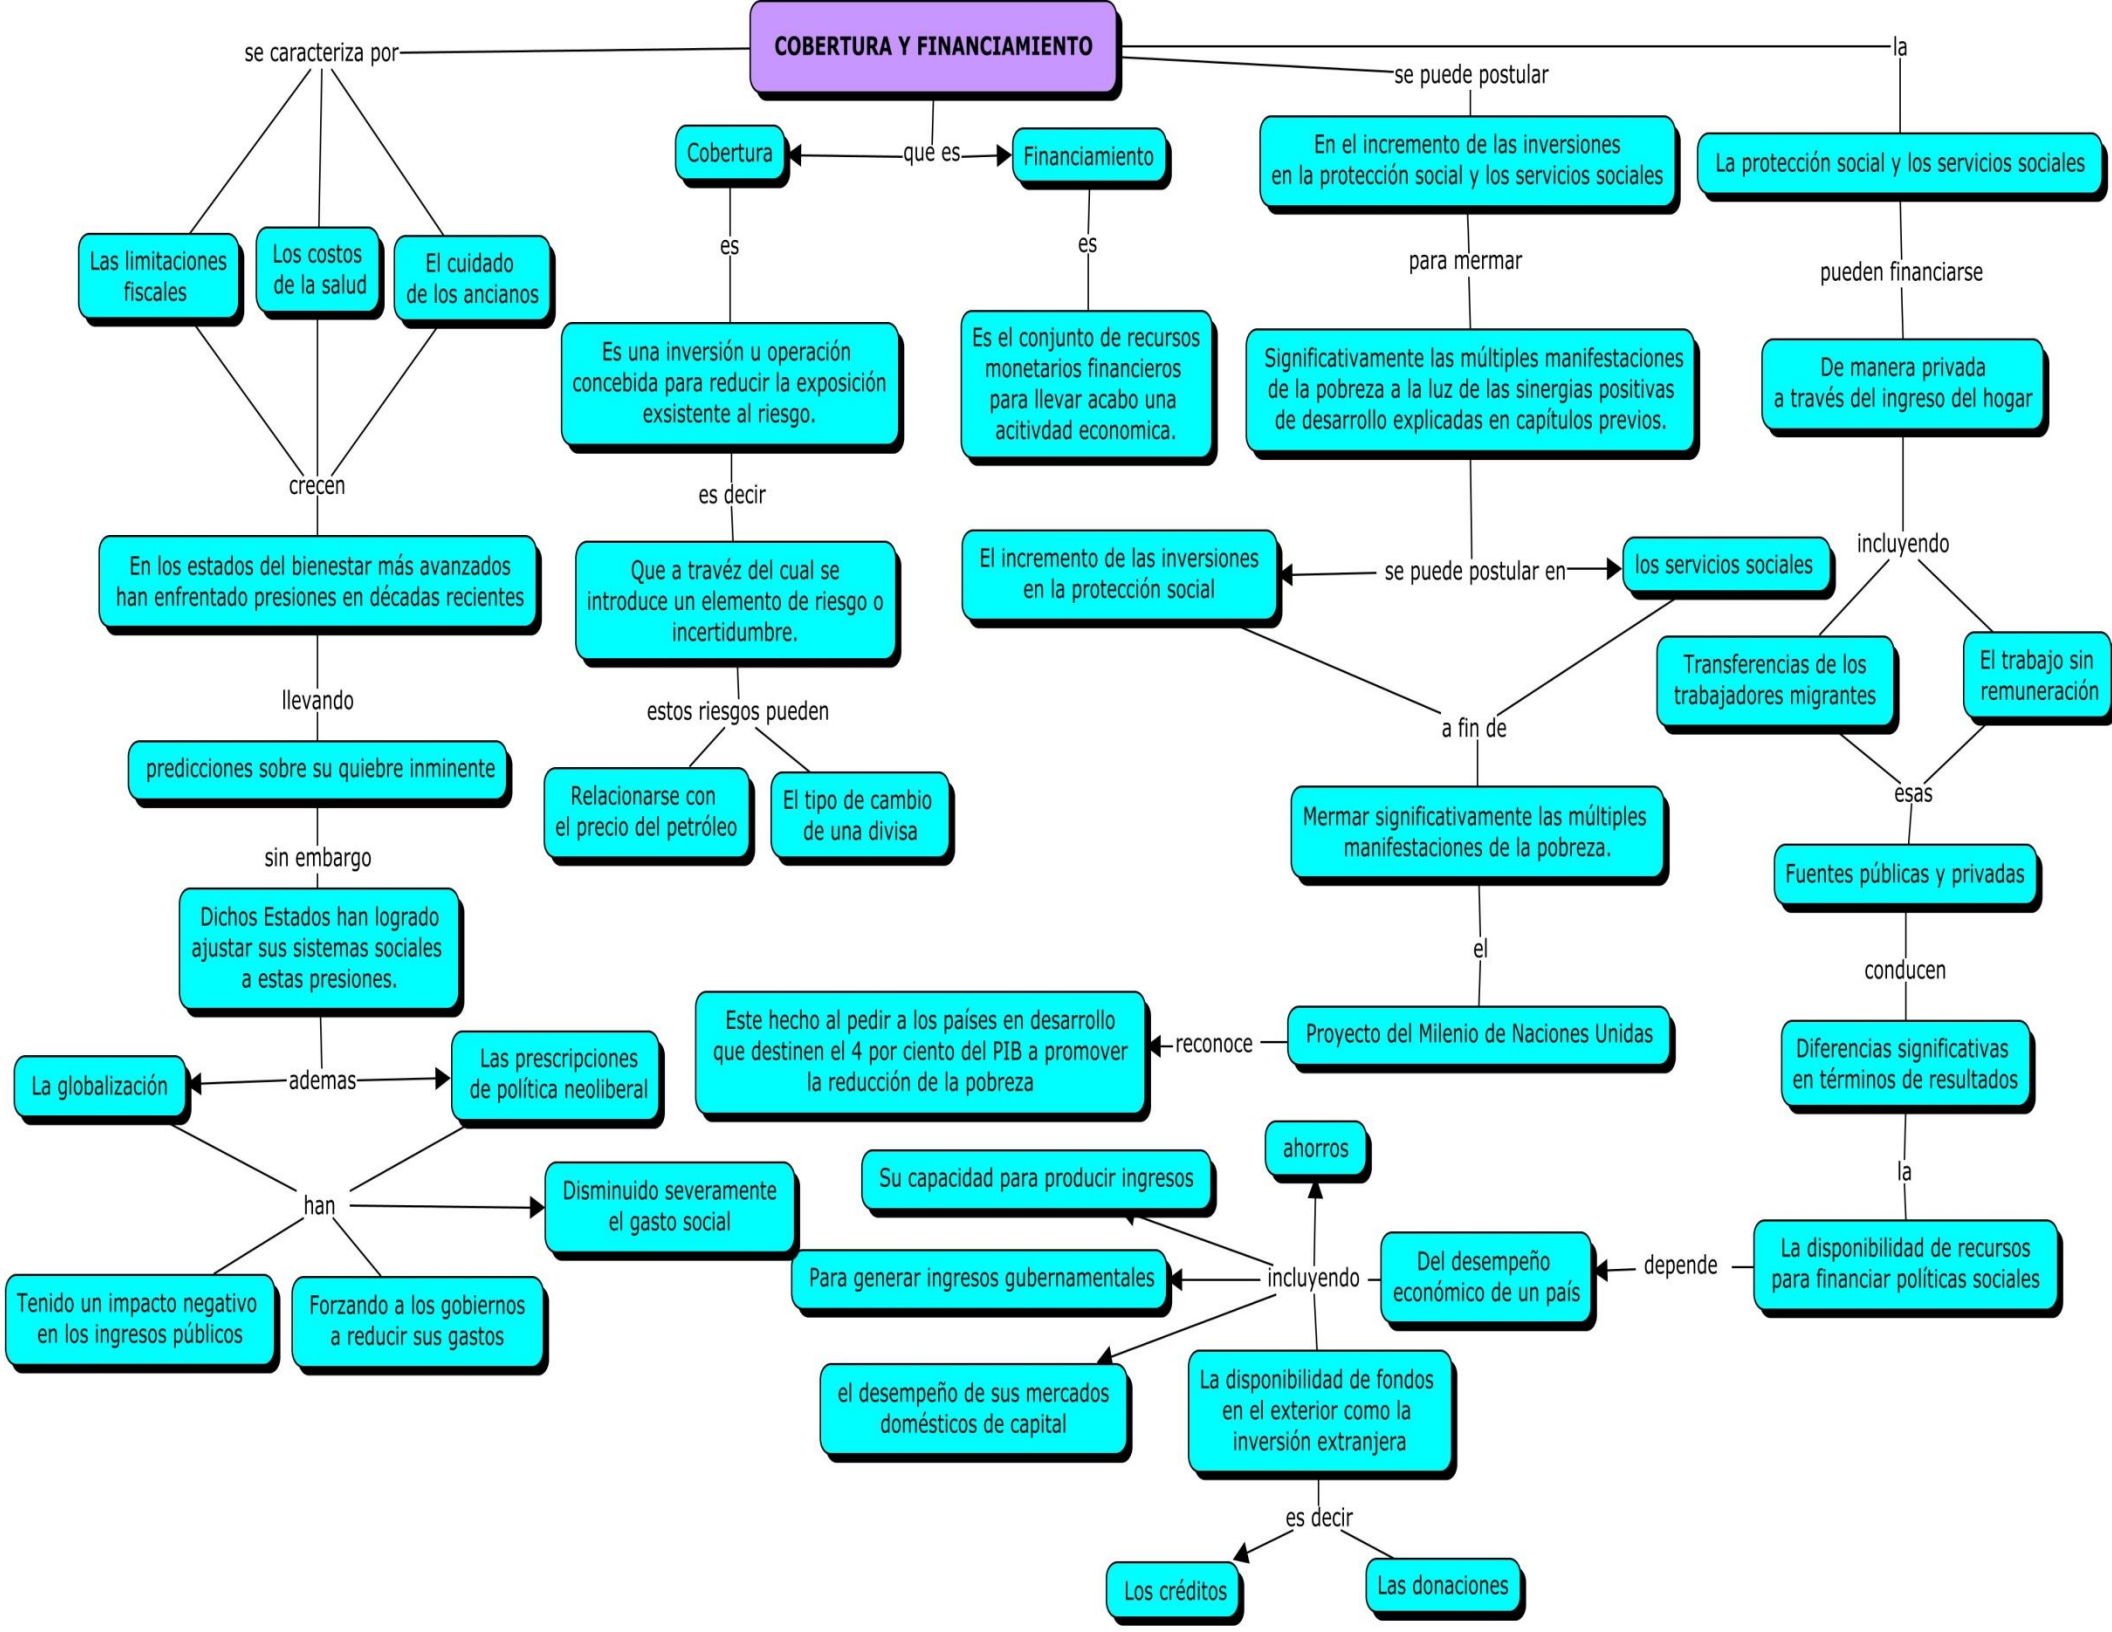 COBERTURA Y FINANCIAMIENTO
se caracteriza por
Las limitaciones
fiscales
Los costos
de la salud
El cuidado
de los ancianos
crecen
En los estados del bienestar más avanzados
han enfrentado presiones en décadas recientes
llevando
predicciones sobre su quiebre inminente
sin embargo
Dichos Estados han logrado
ajustar sus sistemas sociales
a estas presiones.
ademas
La globalización
Las prescripciones
de política neoliberal
han
Disminuido severamente
el gasto social
Tenido un impacto negativo
en los ingresos públicos
Forzando a los gobiernos
a reducir sus gastos
que es
Cobertura
Financiamiento
es
Es una inversión u operación
concebida para reducir la exposición
exsistente al riesgo.
es decir
Que a travéz del cual se
introduce un elemento de riesgo o
incertidumbre.
estos riesgos pueden
Relacionarse con
el precio del petróleo
El tipo de cambio
de una divisa
es
Es el conjunto de recursos
monetarios financieros
para llevar acabo una
acitivdad economica.
se puede postular
En el incremento de las inversiones
en la protección social y los servicios sociales
para mermar
Significativamente las múltiples manifestaciones
de la pobreza a la luz de las sinergias positivas
de desarrollo explicadas en capítulos previos.
se puede postular en
El incremento de las inversiones
en la protección social
los servicios sociales
a fin de
Mermar significativamente las múltiples
manifestaciones de la pobreza.
el
Proyecto del Milenio de Naciones Unidas
reconoce
Este hecho al pedir a los países en desarrollo
que destinen el 4 por ciento del PIB a promover
la reducción de la pobreza
la
La protección social y los servicios sociales
pueden financiarse
De manera privada
a través del ingreso del hogar
incluyendo
Transferencias de los
trabajadores migrantes
El trabajo sin
remuneración
esas
Fuentes públicas y privadas
conducen
Diferencias significativas
en términos de resultados
la
La disponibilidad de recursos
para financiar políticas sociales
depende
Del desempeño
económico de un país
incluyendo
ahorros
Su capacidad para producir ingresos
Para generar ingresos gubernamentales
el desempeño de sus mercados
domésticos de capital
La disponibilidad de fondos
en el exterior como la
inversión extranjera
es decir
Los créditos
Las donaciones